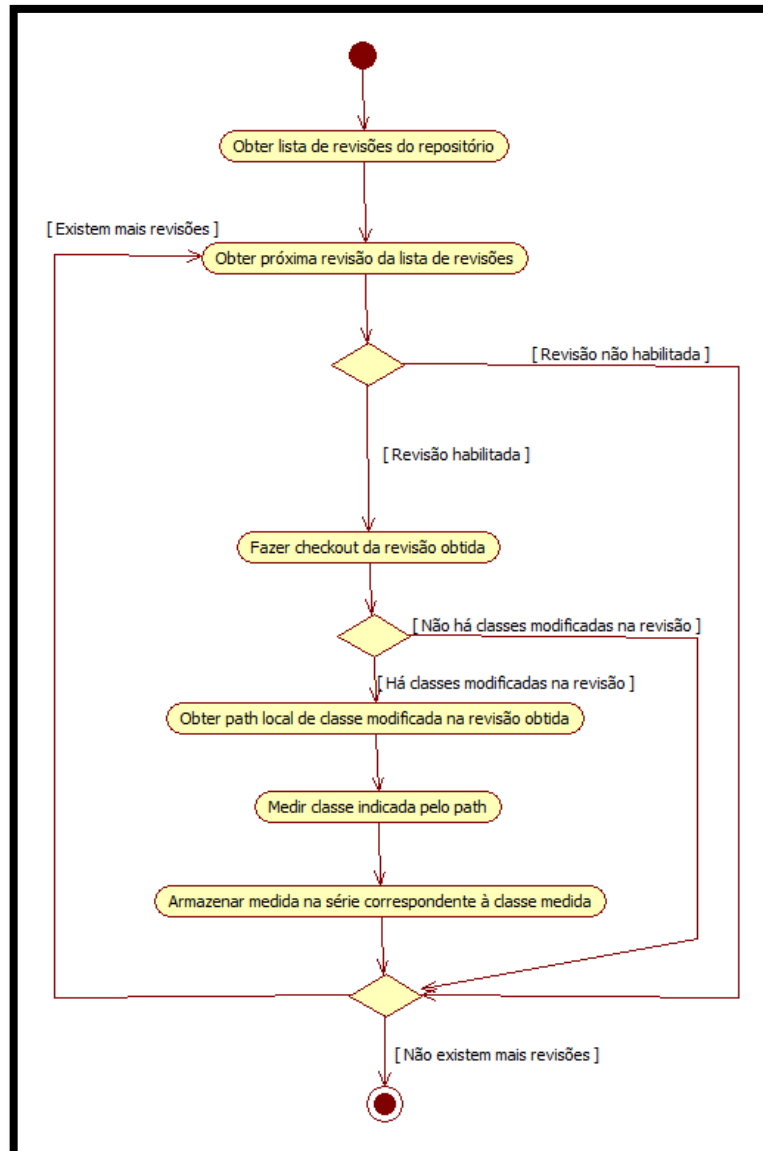 Obter lista de revisões do repositório
[ Existem mais revisões ]
Obter próxima revisão da lista de revisões
[ Revisão não habilitada ]
[ Revisão habilitada ]
Fazer checkout da revisão obtida
[ Não há classes modificadas na revisão ]
[ Há classes modificadas na revisão ]
Obter path local de classe modificada na revisão obtida
Medir classe indicada pelo path
Armazenar medida na série correspondente à classe medida
[ Não existem mais revisões ]